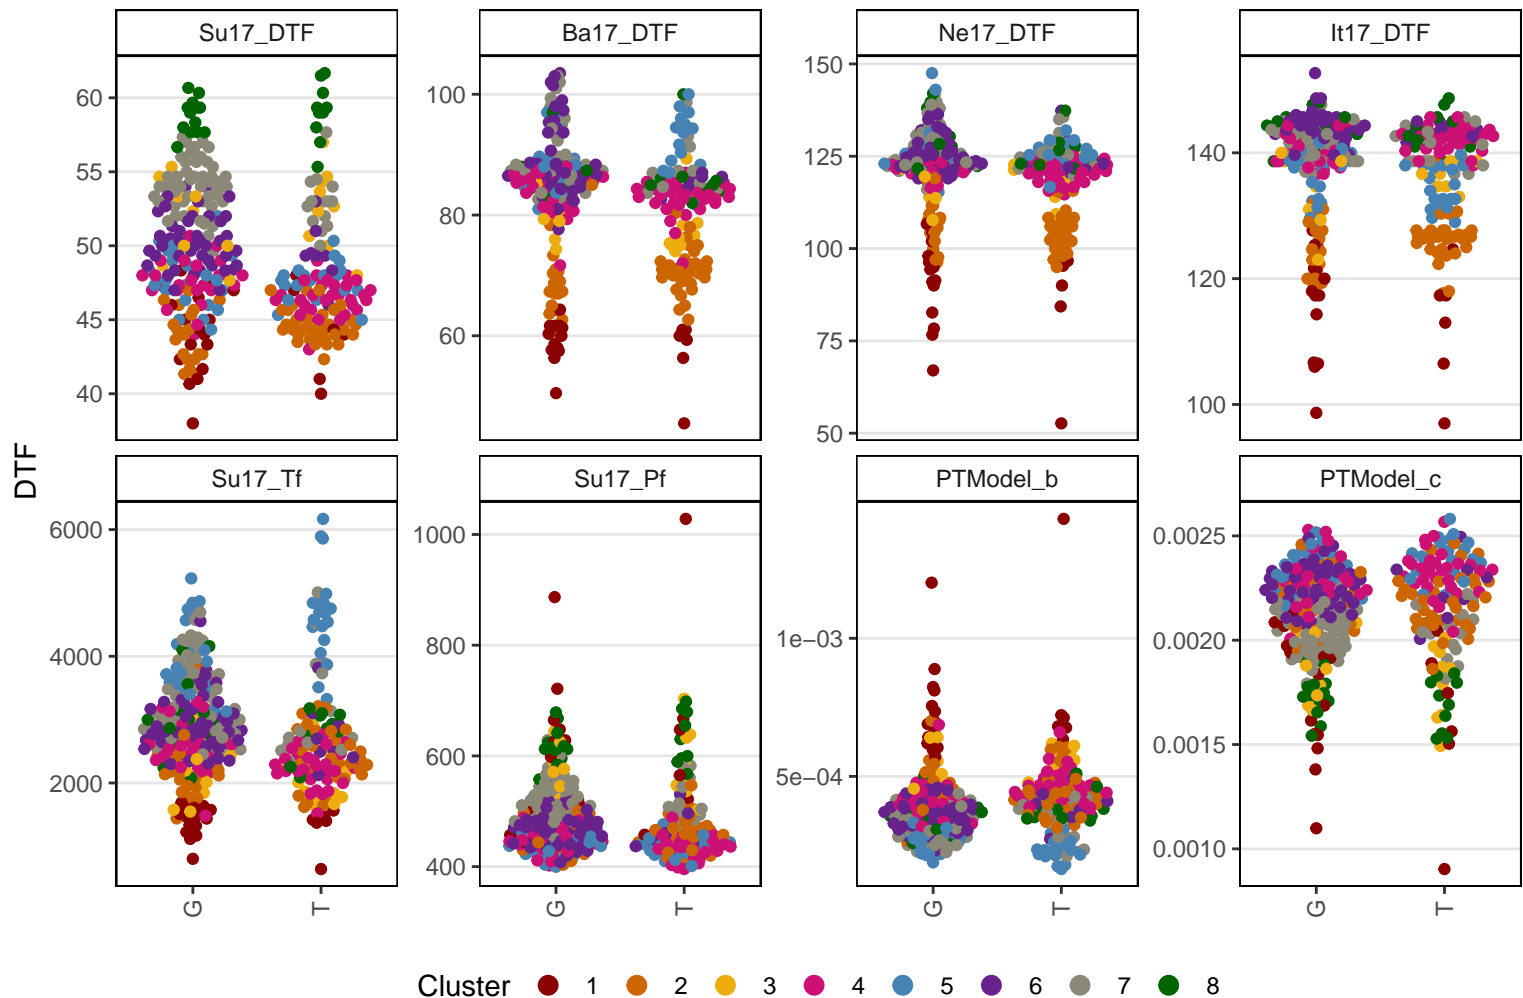 Su17_DTF
Ba17_DTF
Ne17_DTF
It17_DTF
60
55
50
45
40
100
80
60
150
125
100
75
50
140
120
100
DTF
Su17_Tf
Su17_Pf
PTModel_b
PTModel_c
6000
4000
2000
1000
800
600
400
1e−03
5e−04
0.0025
0.0020
0.0015
0.0010
G T G T G T G T
Cluster 1 2 3 4 5 6 7 8